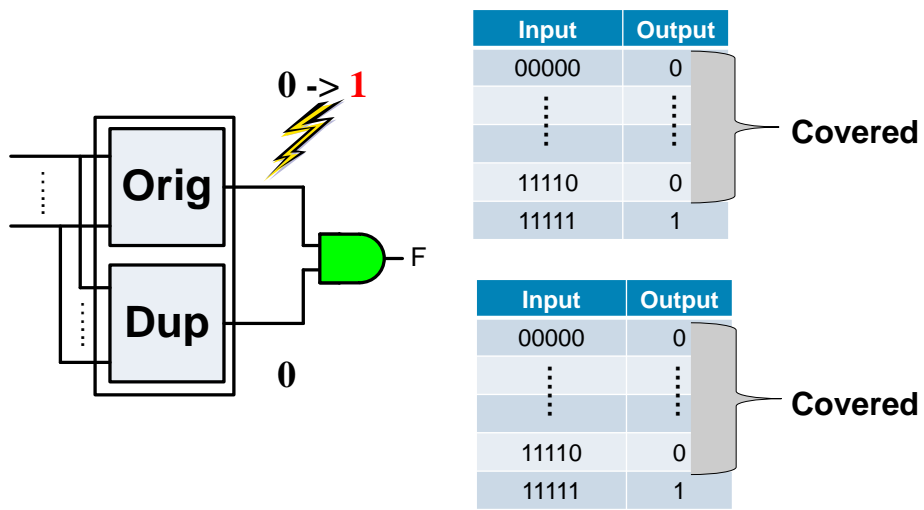 0 -> 1
Orig
Dup
F
0
Input Output
00000 0
11110 0
11111 1
Covered
Input Output
00000 0
11110 0
11111 1
Covered